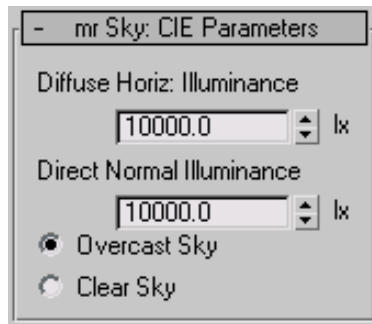 - mr Sky: CIE Parameters
Diffuse Horiz: Illuminance
10000.0 lx
Direct Normal Illuminance
10000.0 lx
Overcast Sky
Clear Sky